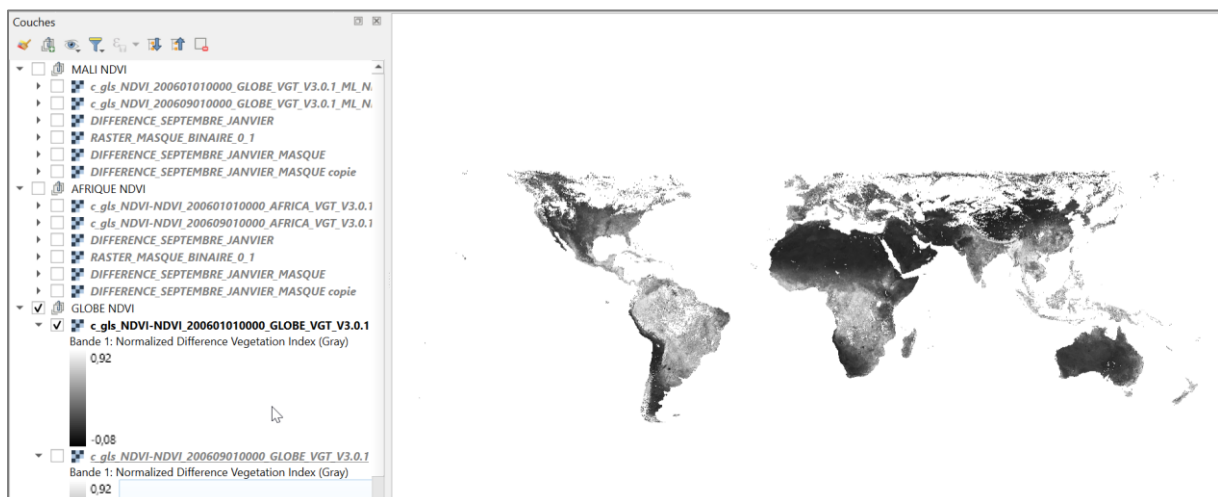 Couches
MALI NDVI
c_gls_NDVI_200601010000_GLOBE_VGT_V3.0.1_ML_N
c_gls_NDVI_200609010000_GLOBE_VGT_V3.0.1_ML_N
DIFFERENCE_SEPTEMBRE_JANVIER
RASTER_MASQUE_BINAIRE_0_1
DIFFERENCE_SEPTEMBRE_JANVIER_MASQUE
DIFFERENCE_SEPTEMBRE_JANVIER_MASQUE copie
AFRIQUE NDVI
c_gls_NDVI-NDVI_200601010000_AFRICA_VGT_V3.0.1
c_gls_NDVI-NDVI_200609010000_AFRICA_VGT_V3.0.1
DIFFERENCE_SEPTEMBRE_JANVIER
RASTER_MASQUE_BINAIRE_0_1
DIFFERENCE_SEPTEMBRE_JANVIER_MASQUE
DIFFERENCE_SEPTEMBRE_JANVIER_MASQUE copie
GLOBE NDVI
c_gls_NDVI-NDVI_200601010000_GLOBE_VGT_V3.0.1
Bande 1: Normalized Difference Vegetation Index (Gray)
0,92
-0,08
c_gls_NDVI-NDVI_200609010000_GLOBE_VGT_V3.0.1
Bande 1: Normalized Difference Vegetation Index (Gray)
0,92